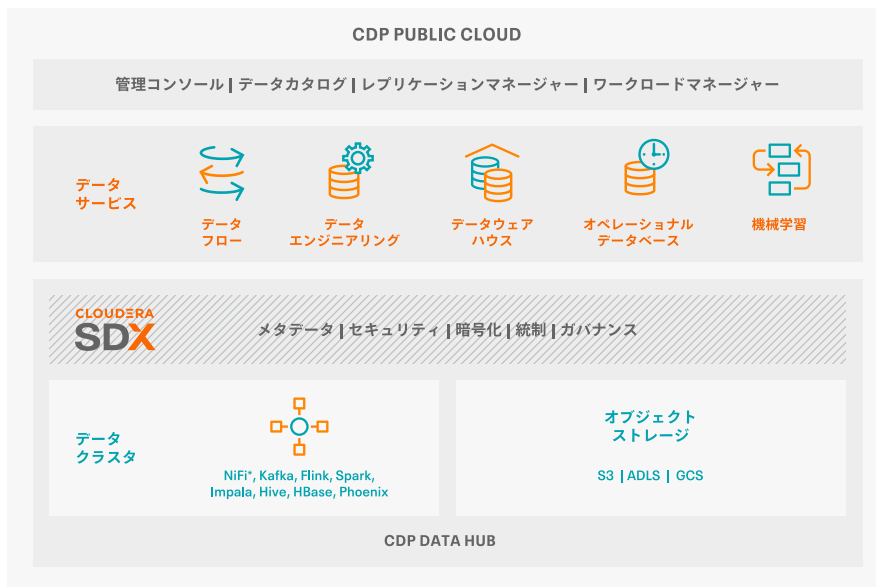 CDP PUBLIC CLOUD
管理コンソール | データカタログ | レプリケーションマネージャー | ワークロードマネージャー
データ
サービス
データ
フロー
データ
エンジニアリング
データウェア
ハウス
オペレーショナル
データベース
機械学習
CLOUDERA
SDX
メタデータ | セキュリティ | 暗号化 | 統制 | ガバナンス
データ
クラスタ
NiFi*, Kafka, Flink, Spark,
Impala, Hive, HBase, Phoenix
オブジェクト
ストレージ
S3 | ADLS | GCS
CDP DATA HUB